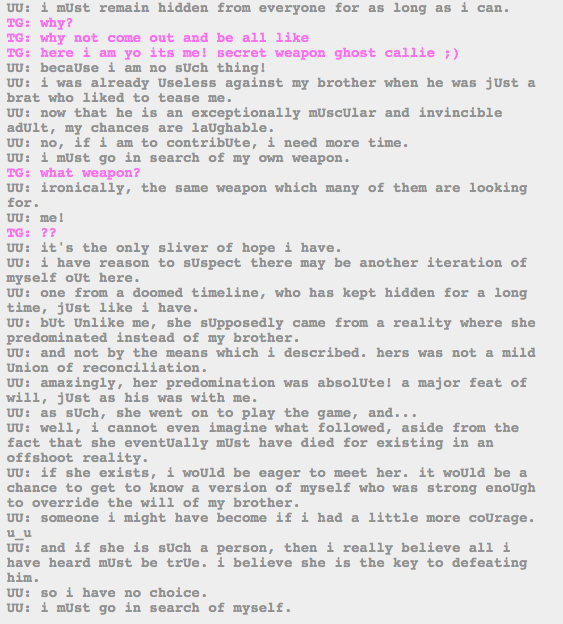 UU: i mUst remain hidden from everyone for as long as i can.
TG: why?
TG: why not come out and be all like
TG: here i am yo its me! secret weapon ghost callie ;)
UU: becaUse i am no sUch thing!
UU: i was already Useless against my brother when he was jUst a
brat who liked to tease me.
UU: now that he is an exceptionally mUscUlar and invincible
adUlt, my chances are laUghable.
UU: no, if i am to contribUte, i need more time.
UU: i mUst go in search of my own weapon.
TG: what weapon?
UU: ironically, the same weapon which many of them are looking
for.
UU: me!
TG: ??
UU: it's the only sliver of hope i have.
UU: i have reason to sUspect there may be another iteration of
myself oUt here.
UU: one from a doomed timeline, who has kept hidden for a long
time, jUst like i have.
UU: bUt Unlike me, she sUpposedly came from a reality where she
predominated instead of my brother.
UU: and not by the means which i described. hers was not a mild
Union of reconciliation.
UU: amazingly, her predomination was absolUte! a major feat of
will, jUst as his was with me.
UU: as sUch, she went on to play the game, and...
UU: well, i cannot even imagine what followed, aside from the
fact that she eventUally mUst have died for existing in an
offshoot reality.
UU: if she exists, i woUld be eager to meet her. it woUld be a
chance to get to know a version of myself who was strong enoUgh
to override the will of my brother.
UU: someone i might have become if i had a little more coUrage.
u_u
UU: and if she is sUch a person, then i really believe all i
have heard mUst be trUe. i believe she is the key to defeating
him.
UU: so i have no choice.
UU: i mUst go in search of myself.